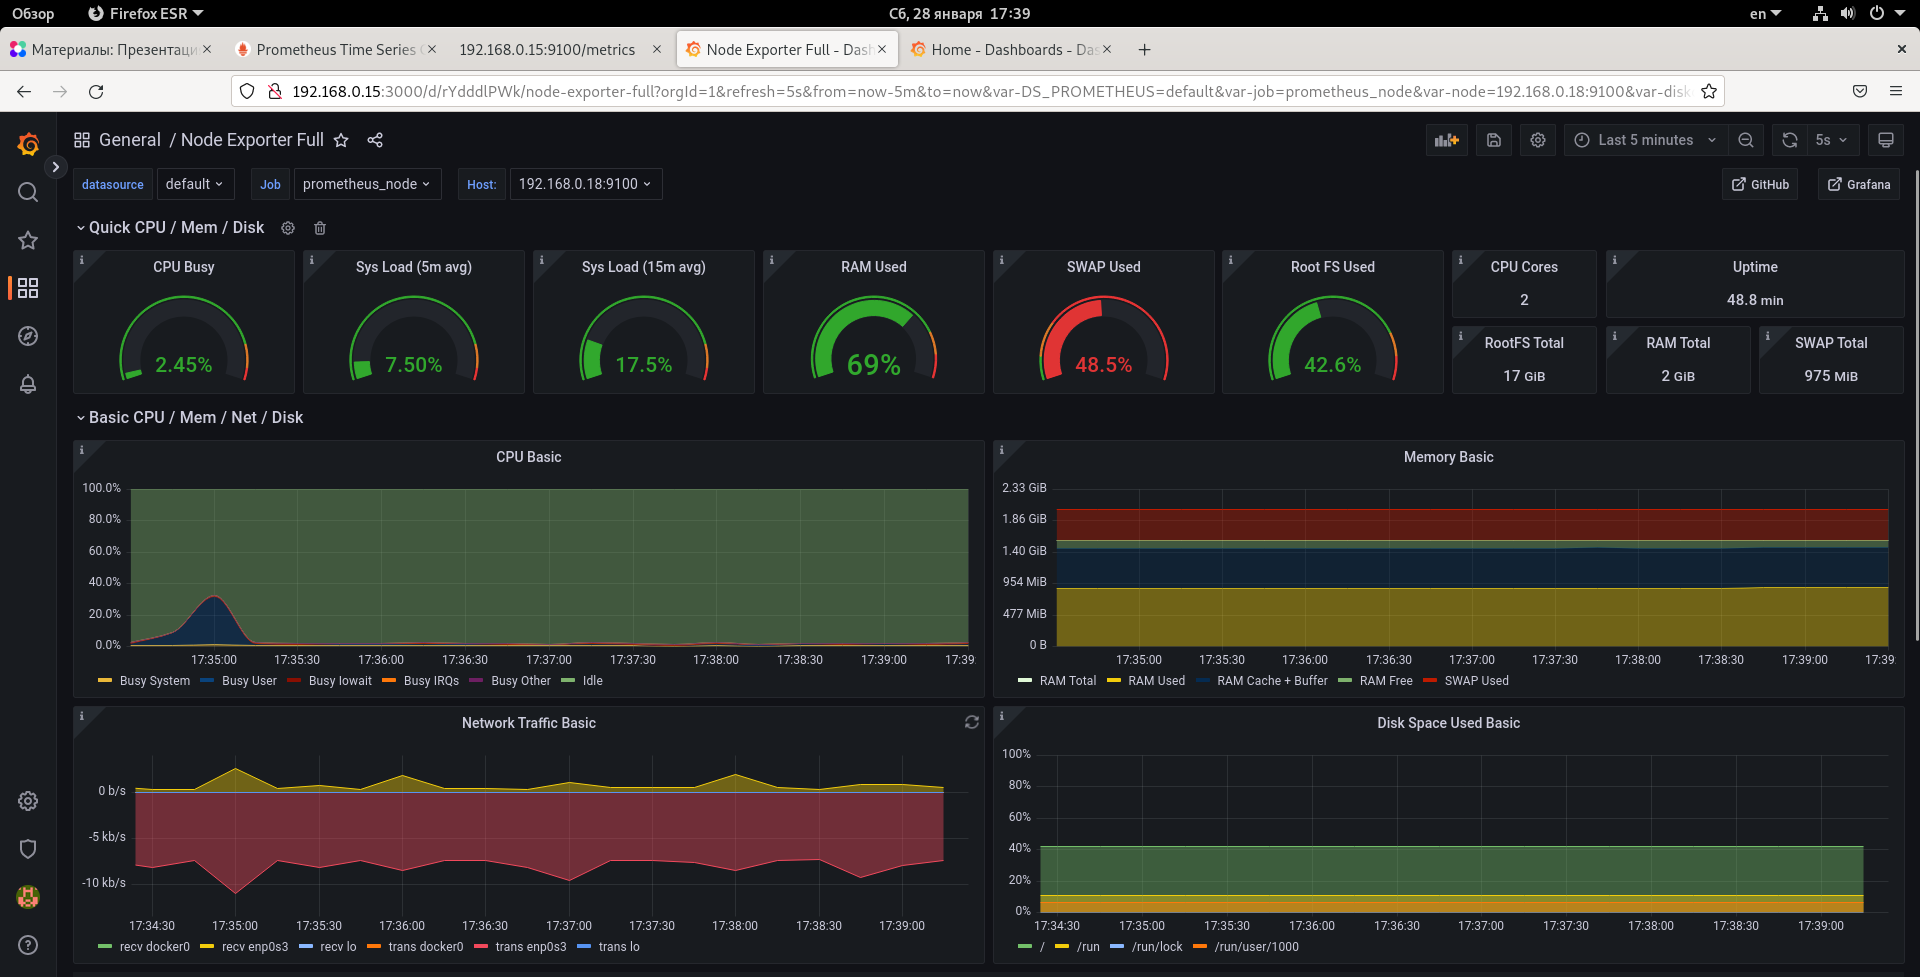 Обзор
Firefox ESR
Сб, 28 января 17:39
en
Материалы: Презентаци
Prometheus Time Series
192.168.0.15:9100/metrics
Node Exporter Full - Dash
Home - Dashboards - Das
192.168.0.15:3000/d/rYdddlPWk/node-exporter-full?orgId=1&refresh=5s&from=now-5m&to=now&var-DS_PROMETHEUS=default&var-job=prometheus_node&var-node=192.168.0.18:9100&var-disk
General / Node Exporter Full
Last 5 minutes
5s
datasource default
Job prometheus_node
Host: 192.168.0.18:9100
GitHub
Grafana
Quick CPU / Mem / Disk
CPU Busy
2.45%
Sys Load (5m avg)
7.50%
Sys Load (15m avg)
17.5%
RAM Used
69%
SWAP Used
48.5%
Root FS Used
42.6%
CPU Cores
2
Uptime
48.8 min
RootFS Total
17 GiB
RAM Total
2 GiB
SWAP Total
975 MiB
Basic CPU / Mem / Net / Disk
CPU Basic
100.0%
80.0%
60.0%
40.0%
20.0%
0.0%
17:35:00 17:35:30 17:36:00 17:36:30 17:37:00 17:37:30 17:38:00 17:38:30 17:39:00 17:39:
Busy System Busy User Busy Iowait Busy IRQs Busy Other Idle
Memory Basic
2.33 GiB
1.86 GiB
1.40 GiB
954 MiB
477 MiB
0 B
17:35:00 17:35:30 17:36:00 17:36:30 17:37:00 17:37:30 17:38:00 17:38:30 17:39:00 17:39:
RAM Total RAM Used RAM Cache + Buffer RAM Free SWAP Used
Network Traffic Basic
0 b/s
-5 kb/s
-10 kb/s
17:34:30 17:35:00 17:35:30 17:36:00 17:36:30 17:37:00 17:37:30 17:38:00 17:38:30 17:39:00
recv docker0 recv enp0s3 recv lo trans docker0 trans enp0s3 trans lo
Disk Space Used Basic
100%
80%
60%
40%
20%
0%
17:34:30 17:35:00 17:35:30 17:36:00 17:36:30 17:37:00 17:37:30 17:38:00 17:38:30 17:39:00
/ /run /run/lock /run/user/1000